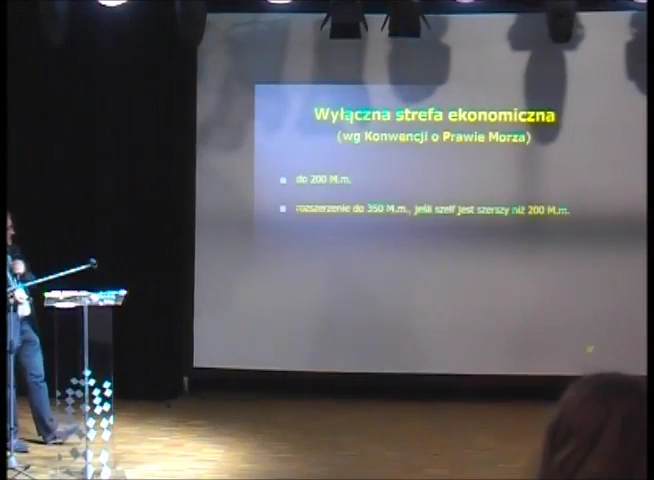 Wyłączna strefa ekonomiczna
(wg Konwencji o Prawie Morza)
do 200 M.m.
rozszerzenie do 350 M.m., jeśli szelf jest szerszy niż 200 M.m.